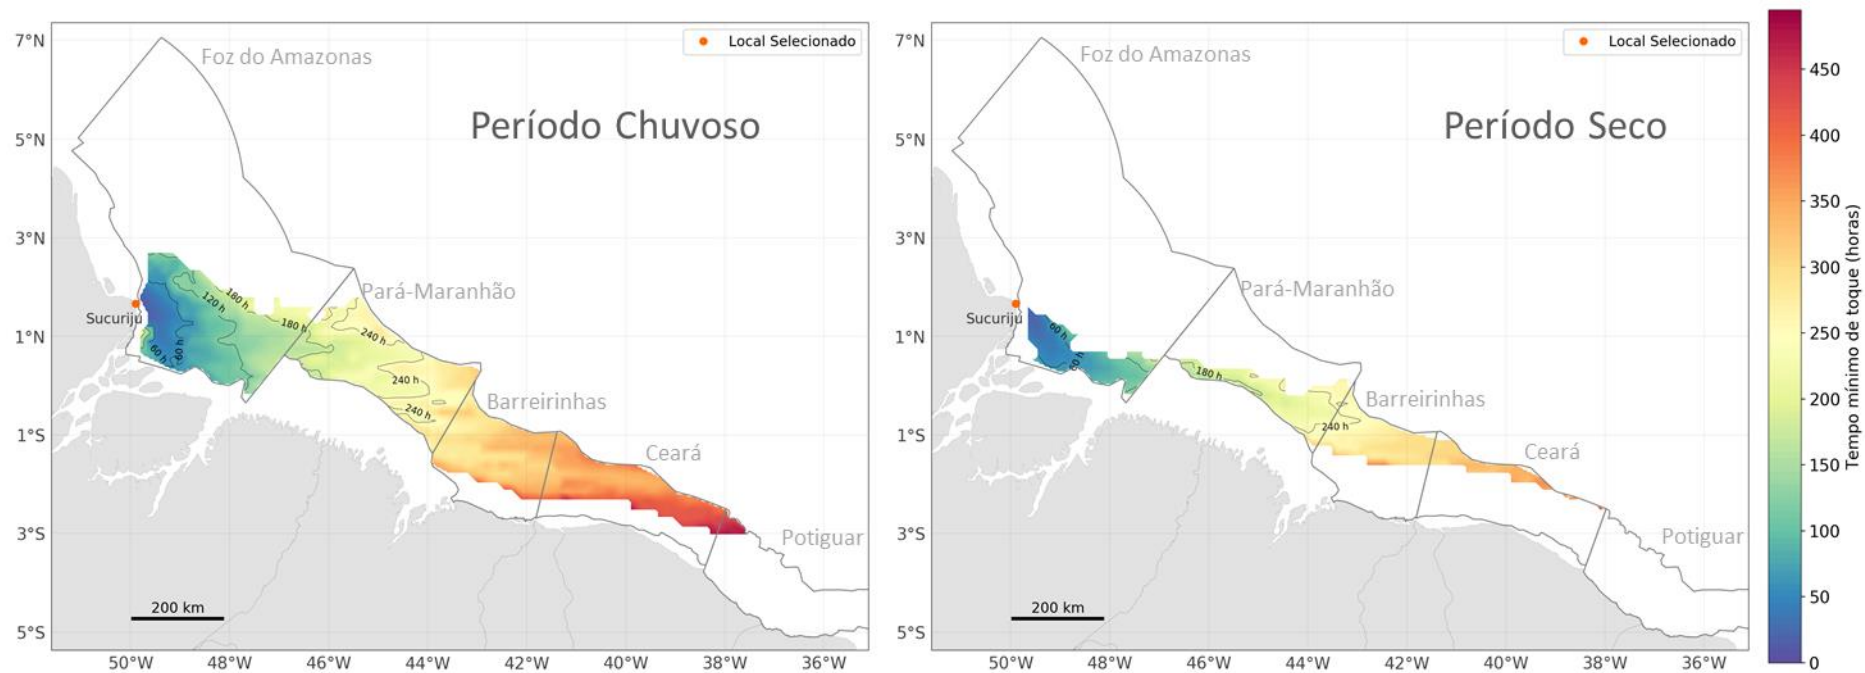 Local Selecionado
Foz do Amazonas
Período Chuvoso
Pará-Maranhão
Barreirinhas
Ceará
Potiguar
Sucuriju
120 h
180 h
180 h
240 h
240 h
240 h
60 h
60 h
200 km
7°N
5°N
3°N
1°N
1°S
3°S
5°S
50°W
48°W
46°W
44°W
42°W
40°W
38°W
36°W
Local Selecionado
Foz do Amazonas
Período Seco
Pará-Maranhão
Barreirinhas
Ceará
Potiguar
Sucuriju
60 h
60 h
180 h
240 h
200 km
7°N
5°N
3°N
1°N
1°S
3°S
5°S
50°W
48°W
46°W
44°W
42°W
40°W
38°W
36°W
450
400
350
300
250
200
150
100
50
0
Tempo mínimo de toque (horas)